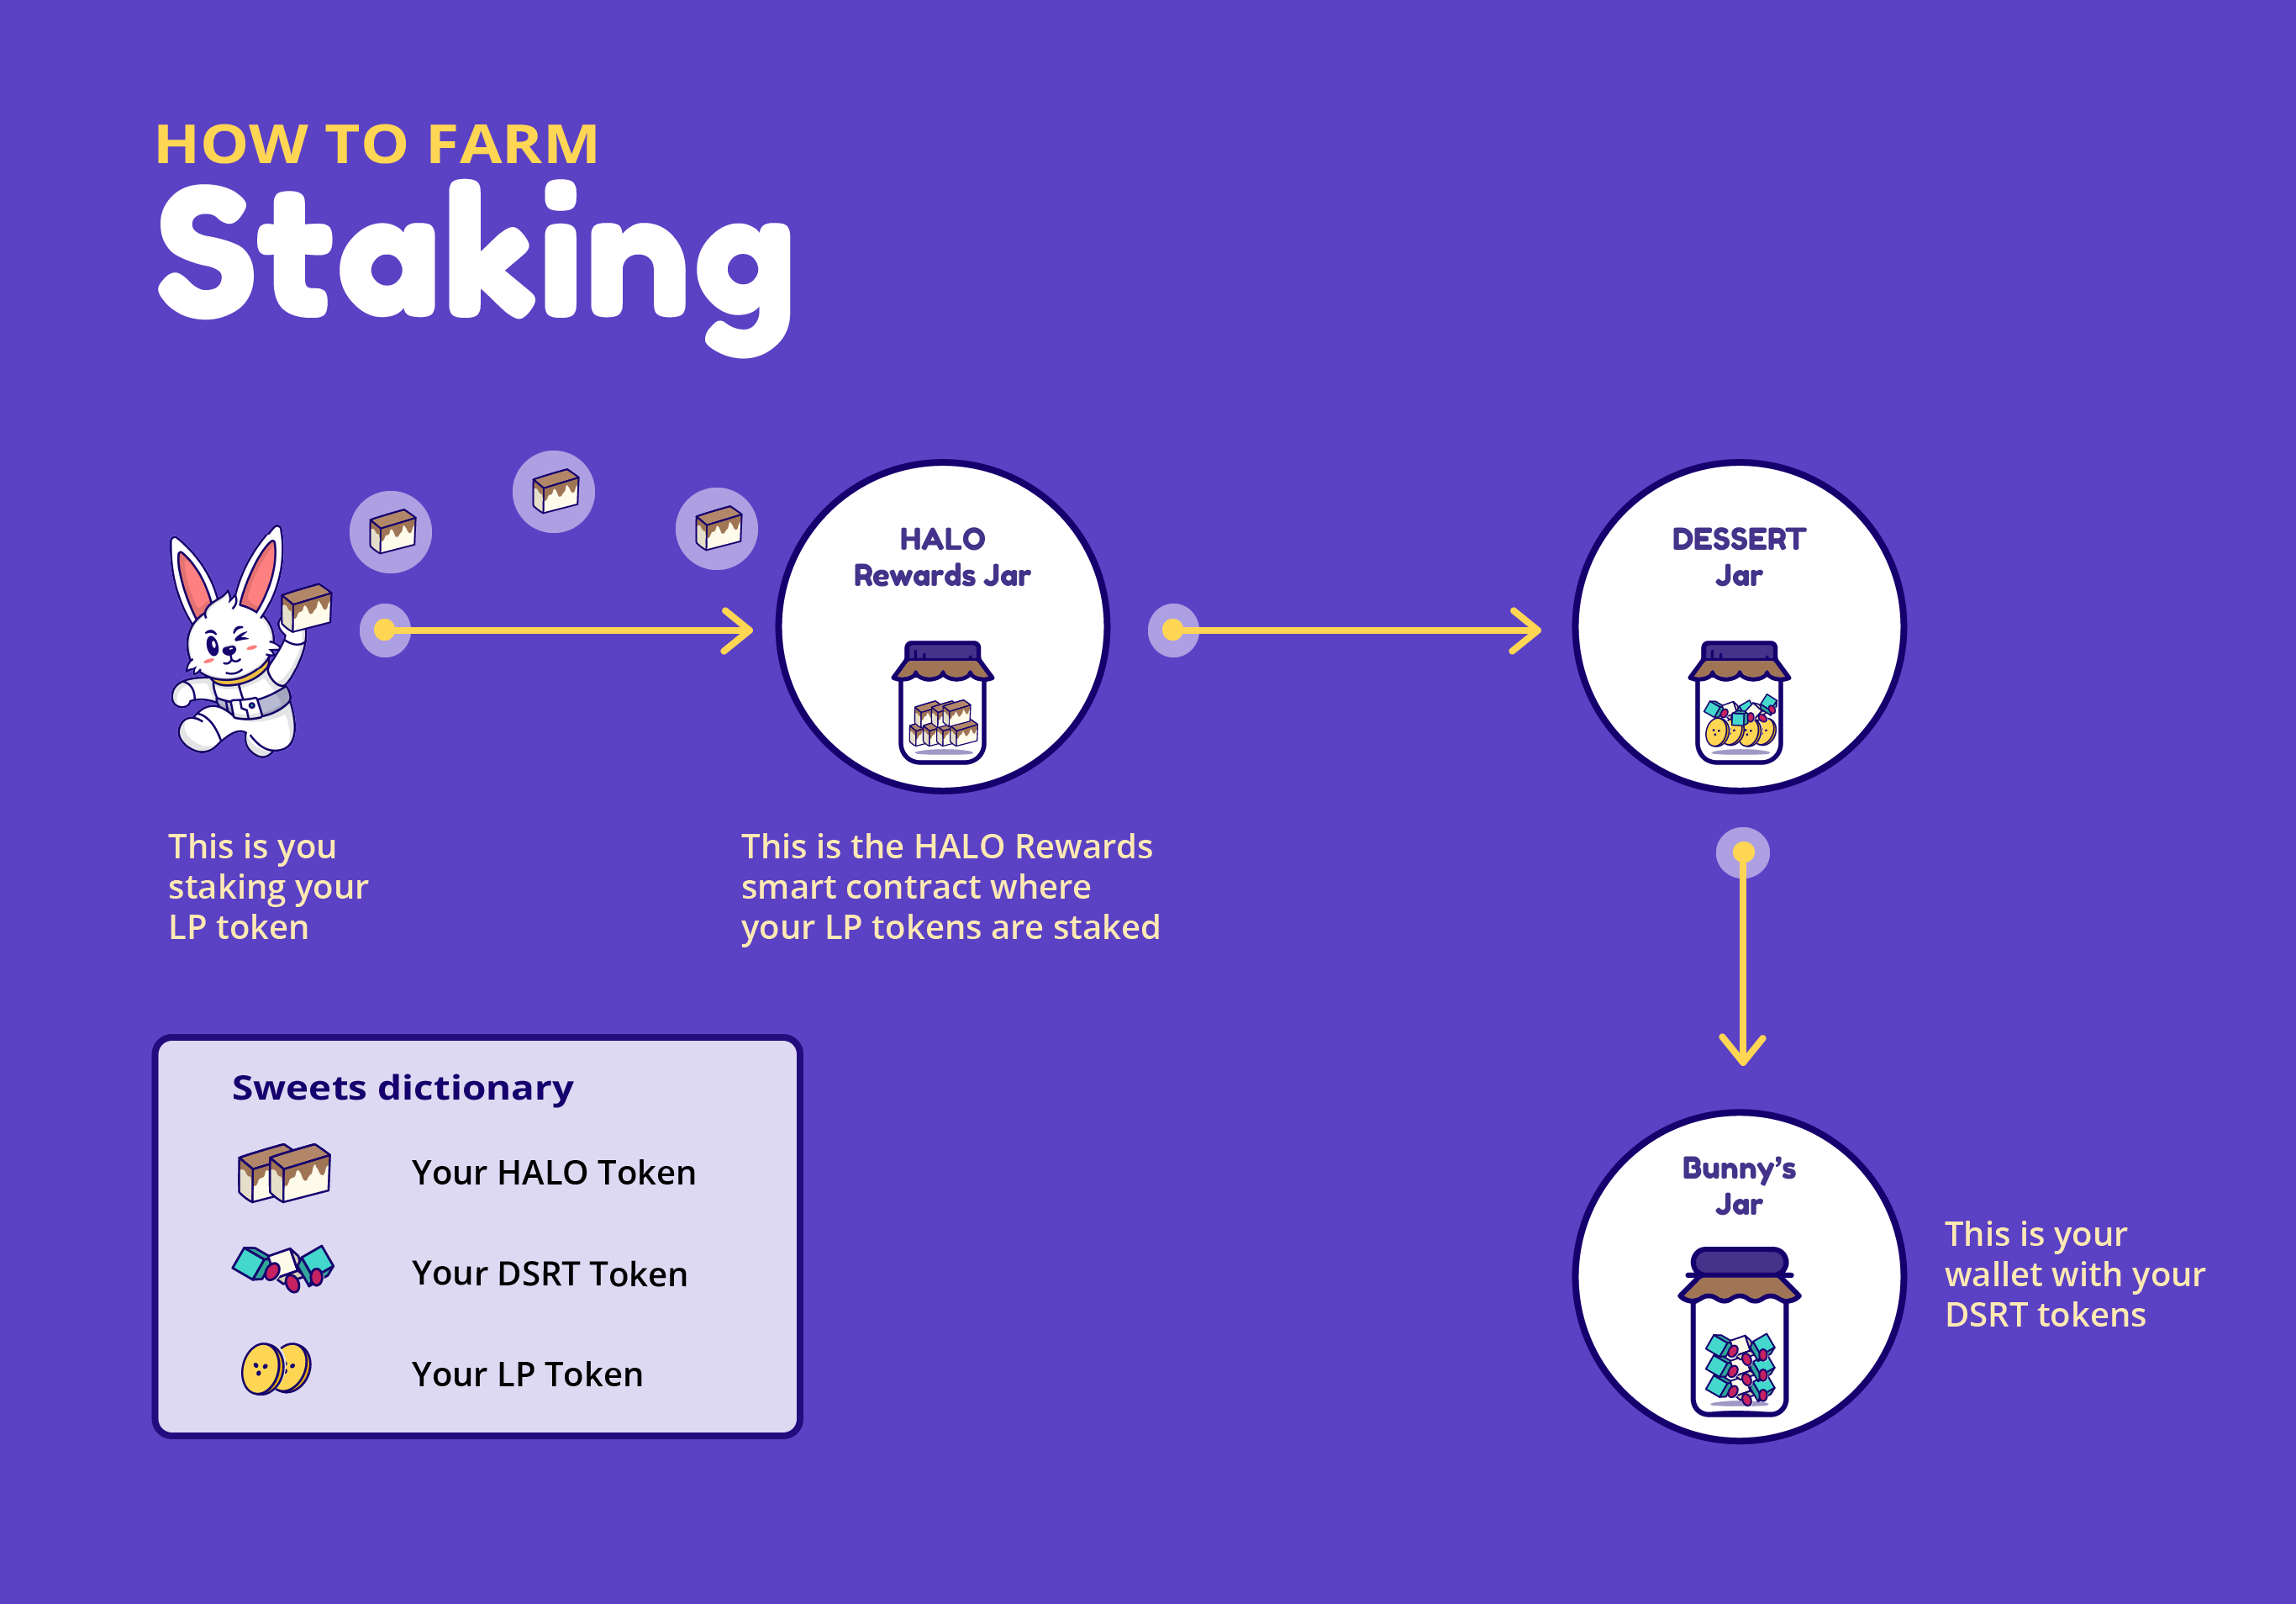 HOW TO FARM
Staking
HALO
Rewards Jar
DESSERT
Jar
This is you
staking your
LP token
This is the HALO Rewards
smart contract where
your LP tokens are staked
Sweets dictionary
Your HALO Token
Your DSRT Token
Your LP Token
Bunny's
Jar
This is your
wallet with your
DSRT tokens